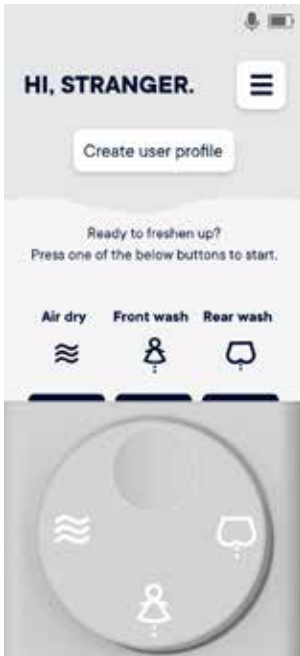 HI, STRANGER.
Create user profile
Ready to freshen up?
Press one of the below buttons to start.
Air dry Front wash Rear wash